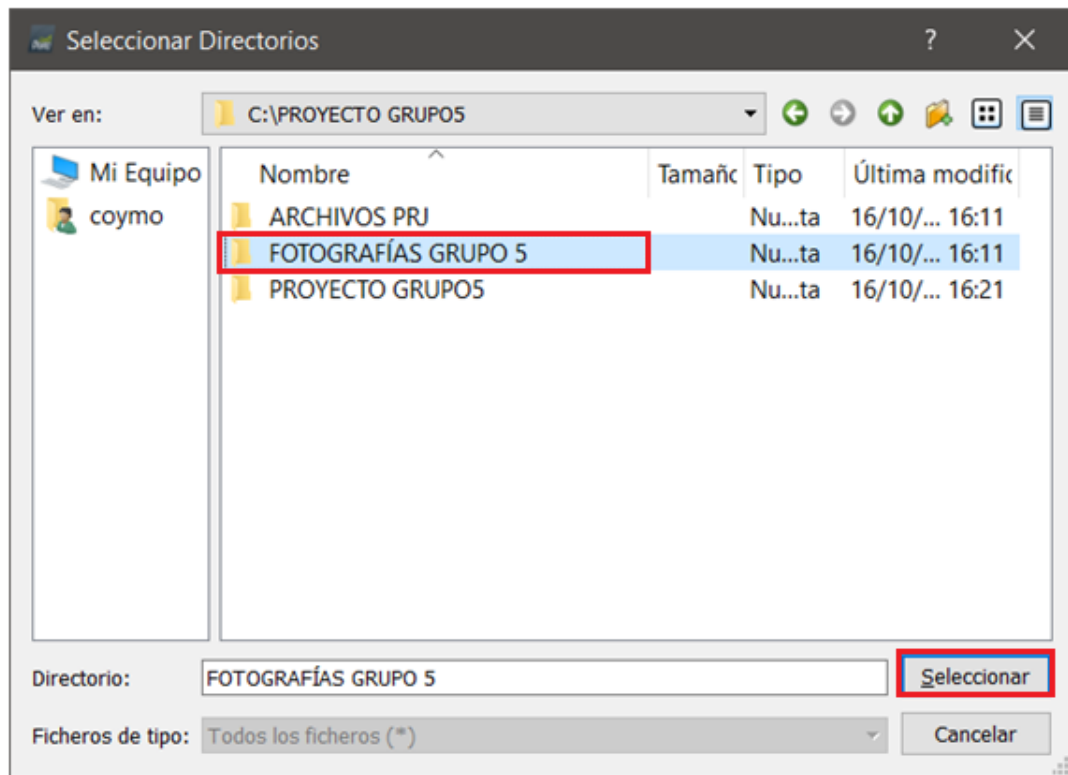 Seleccionar Directorios
Ver en: C:\PROYECTO GRUPO5
Mi Equipo
coymo
Nombre Tamañc Tipo Última modific
ARCHIVOS PRJ Nu...ta 16/10/... 16:11
FOTOGRAFÍAS GRUPO 5 Nu...ta 16/10/... 16:11
PROYECTO GRUPO5 Nu...ta 16/10/... 16:21
Directorio: FOTOGRAFÍAS GRUPO 5 Seleccionar
Ficheros de tipo: Todos los ficheros (*) Cancelar